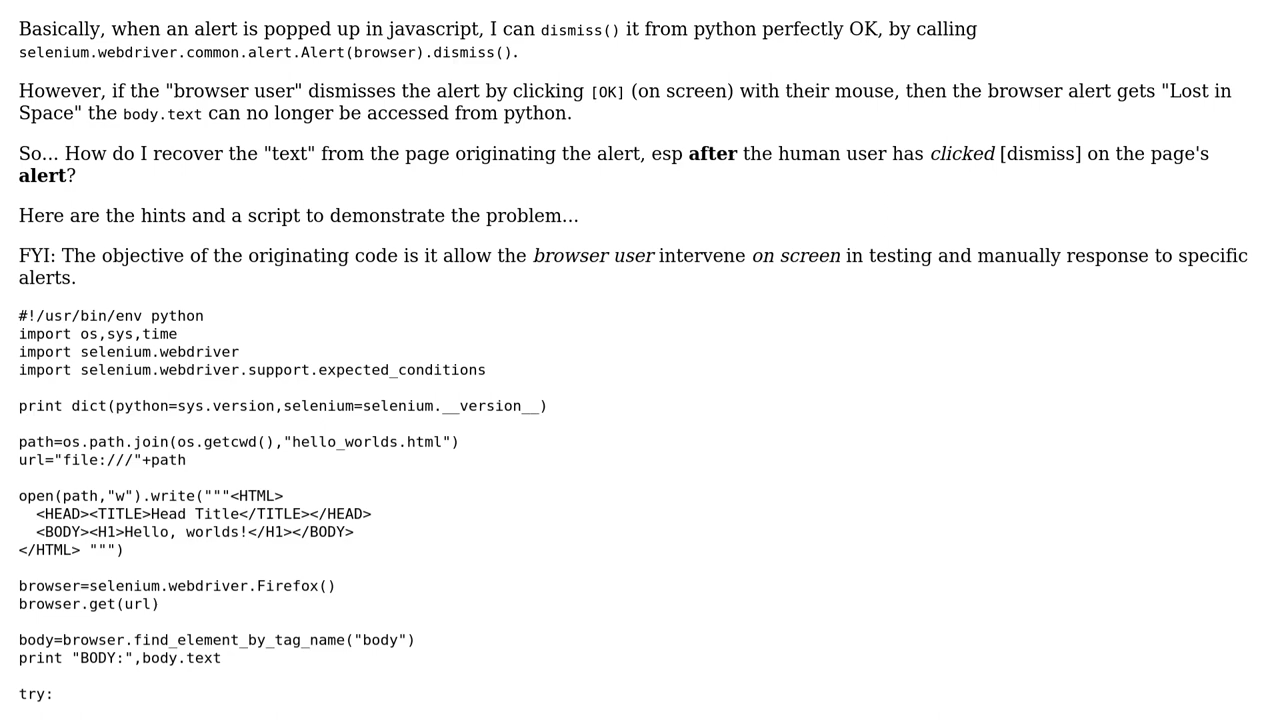 Basically, when an alert is popped up in javascript, I can dismiss() it from python perfectly OK, by calling
selenium.webdriver.common.alert.Alert(browser).dismiss().
However, if the "browser user" dismisses the alert by clicking [OK] (on screen) with their mouse, then the browser alert gets "Lost in
Space" the body.text can no longer be accessed from python.
So... How do I recover the "text" from the page originating the alert, esp after the human user has clicked [dismiss] on the page's
alert?
Here are the hints and a script to demonstrate the problem...
FYI: The objective of the originating code is it allow the browser user intervene on screen in testing and manually response to specific
alerts.
#!/usr/bin/env python
import os,sys,time
import selenium.webdriver
import selenium.webdriver.support.expected_conditions
print dict(python=sys.version,selenium=selenium.__version__)
path=os.path.join(os.getcwd(),"hello_worlds.html")
url="file:///"+path
open(path,"w").write("""<HTML>
  <HEAD><TITLE>Head Title</TITLE></HEAD>
  <BODY><H1>Hello, worlds!</H1></BODY>
</HTML> """)
browser=selenium.webdriver.Firefox()
browser.get(url)
body=browser.find_element_by_tag_name("body")
print "BODY:",body.text
try: